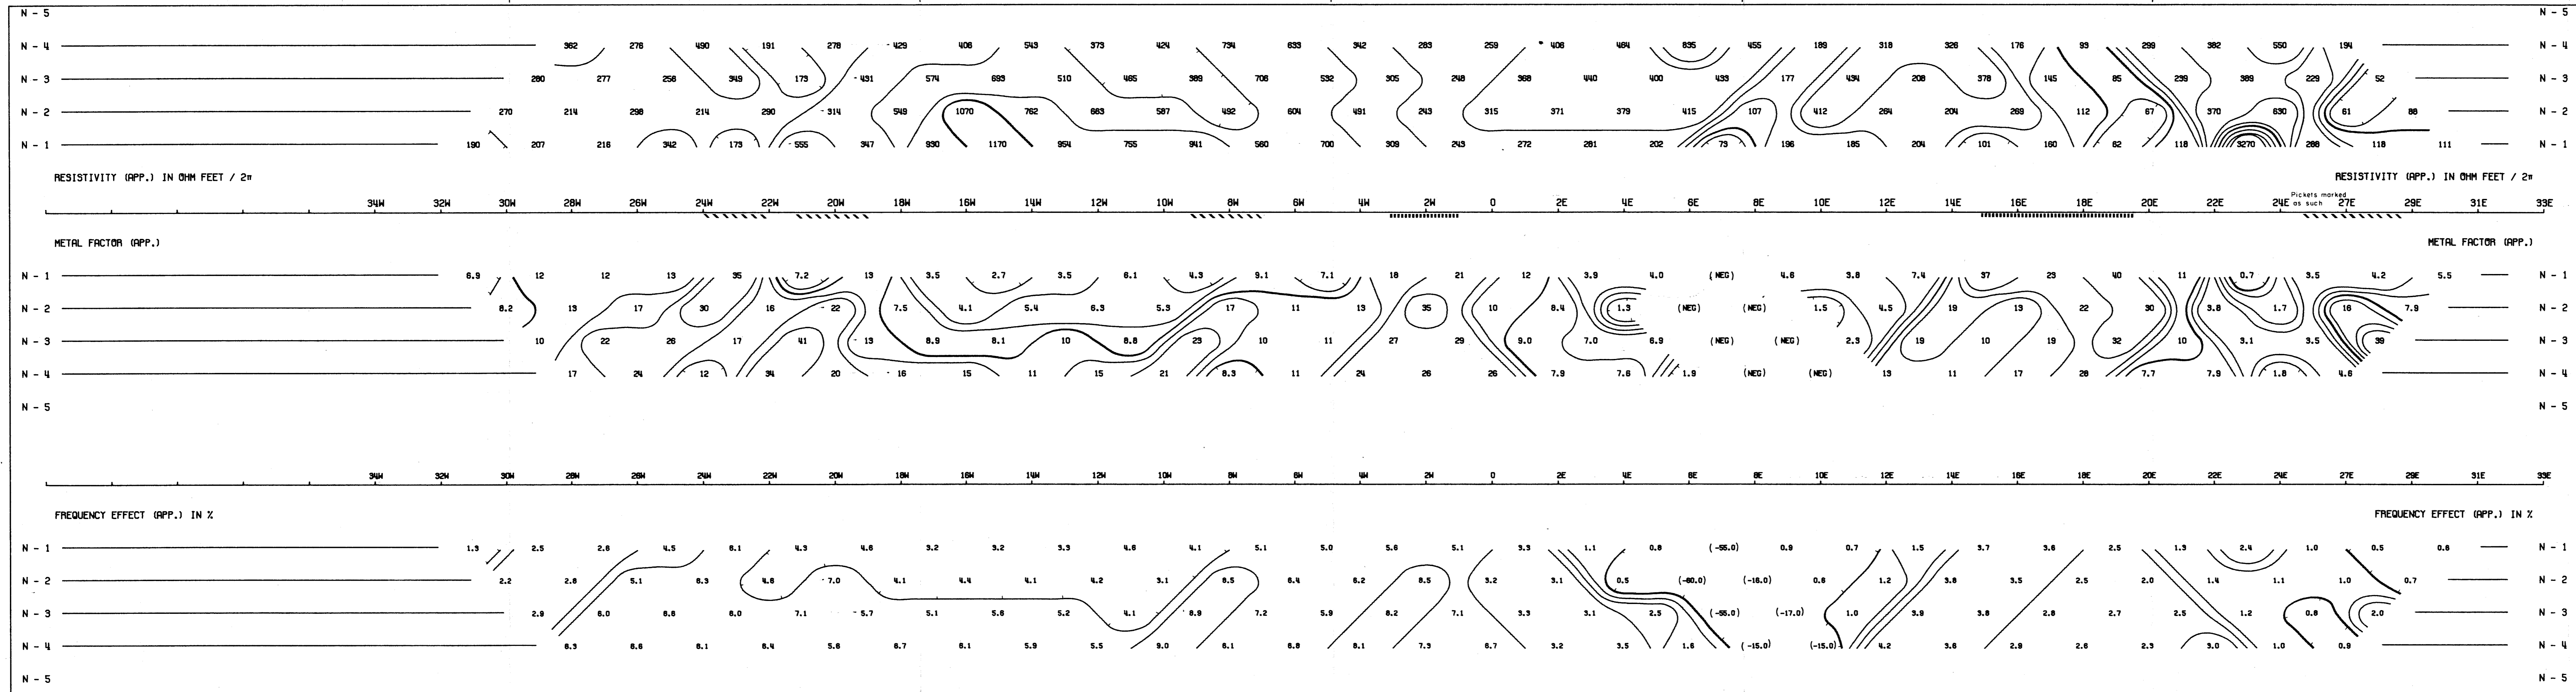 N - 5 N - 5
N - 4 362 276 490 191 278 429 406 543 373 424 734 633 342 283 259 406 464 835 455 189 318 326 176 93 299 382 550 194 N - 4
N - 3 280 277 256 349 173 431 574 693 510 465 389 706 532 305 248 368 440 400 433 177 434 208 378 145 85 239 389 229 52 N - 3
N - 2 270 214 298 214 290 314 549 1070 762 663 587 492 604 491 243 315 371 379 415 107 412 264 204 269 112 67 370 630 61 88 N - 2
N - 1 190 207 216 342 173 555 347 930 1170 954 755 941 560 700 309 243 272 281 202 73 196 185 204 101 160 62 118 3270 288 118 111 N - 1
RESISTIVITY (APP.) IN OHM FEET / 2π RESISTIVITY (APP.) IN OHM FEET / 2π
Pickets marked
as such
34W 32W 30W 28W 26W 24W 22W 20W 18W 16W 14W 12W 10W 8W 6W 4W 2W 0 2E 4E 6E 8E 10E 12E 14E 16E 18E 20E 22E 24E 27E 29E 31E 33E
METAL FACTOR (APP.) METAL FACTOR (APP.)
N - 1 6.9 12 12 13 35 7.2 13 3.5 2.7 3.5 6.1 4.3 9.1 7.1 18 21 12 3.9 4.0 (NEG) 4.6 3.8 7.4 37 23 40 11 0.7 3.5 4.2 5.5 N - 1
N - 2 8.2 13 17 30 16 22 7.5 4.1 5.4 6.3 5.3 17 11 13 35 10 8.4 1.3 (NEG) (NEG) 1.5 4.5 19 13 22 30 3.8 1.7 16 7.9 N - 2
N - 3 10 22 26 17 41 13 8.9 8.1 10 8.8 23 10 11 27 29 9.0 7.0 6.9 (NEG) (NEG) 2.3 19 10 19 32 10 3.1 3.5 39 N - 3
N - 4 17 24 12 34 20 16 15 11 15 21 8.3 11 24 26 26 7.9 7.6 1.9 (NEG) (NEG) 13 11 17 28 7.7 7.9 1.8 4.6 N - 4
N - 5 N - 5
34W 32W 30W 28W 26W 24W 22W 20W 18W 16W 14W 12W 10W 8W 6W 4W 2W 0 2E 4E 6E 8E 10E 12E 14E 16E 18E 20E 22E 24E 27E 29E 31E 33E
FREQUENCY EFFECT (APP.) IN % FREQUENCY EFFECT (APP.) IN %
N - 1 1.3 2.5 2.6 4.5 6.1 4.3 4.6 3.2 3.2 3.3 4.6 4.1 5.1 5.0 5.6 5.1 3.3 1.1 0.8 (-55.0) 0.9 0.7 1.5 3.7 3.6 2.5 1.3 2.4 1.0 0.5 0.6 N - 1
N - 2 2.2 2.8 5.1 6.3 4.6 7.0 4.1 4.4 4.1 4.2 3.1 8.5 6.4 6.2 8.5 3.2 3.1 0.5 (-60.0) (-16.0) 0.6 1.2 3.8 3.5 2.5 2.0 1.4 1.1 1.0 0.7 N - 2
N - 3 2.9 6.0 6.6 6.0 7.1 5.7 5.1 5.6 5.2 4.1 8.9 7.2 5.9 8.2 7.1 3.3 3.1 2.5 (-55.0) (-17.0) 1.0 3.9 3.8 2.8 2.7 2.5 1.2 0.8 2.0 N - 3
N - 4 6.3 6.6 6.1 6.4 5.6 6.7 6.1 5.9 5.5 9.0 6.1 6.8 8.1 7.3 6.7 3.2 3.5 1.6 (-15.0) (-15.0) 4.2 3.6 2.9 2.6 2.3 3.0 1.0 0.9 N - 4
N - 5 N - 5